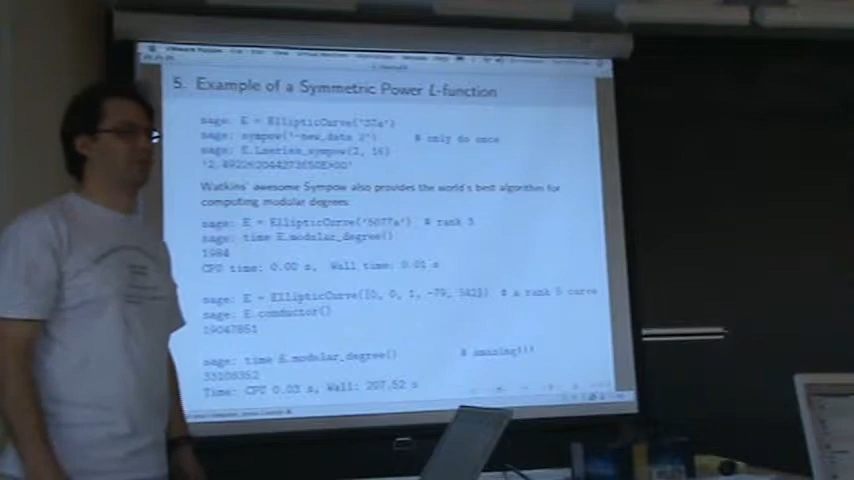 5. Example of a Symmetric Power L-function
sage: E = EllipticCurve('37a')
sage: sympow('-new_data 2') # only do once
sage: E.Lseries_sympow(2, 16)
Watkins' awesome Sympow also provides the world's best algorithm for
computing modular degrees.
sage: E = EllipticCurve('5077a') # rank 3
sage: time E.modular_degree()
1984
CPU time: 0.00 s, Wall time: 0.01 s
sage: E = EllipticCurve([0, 0, 1, -79, 342]) # a rank 5 curve
sage: E.conductor()
19047851
sage: time E.modular_degree() # amazing!!!
Time: CPU 0.03 s, Wall: 207.52 s